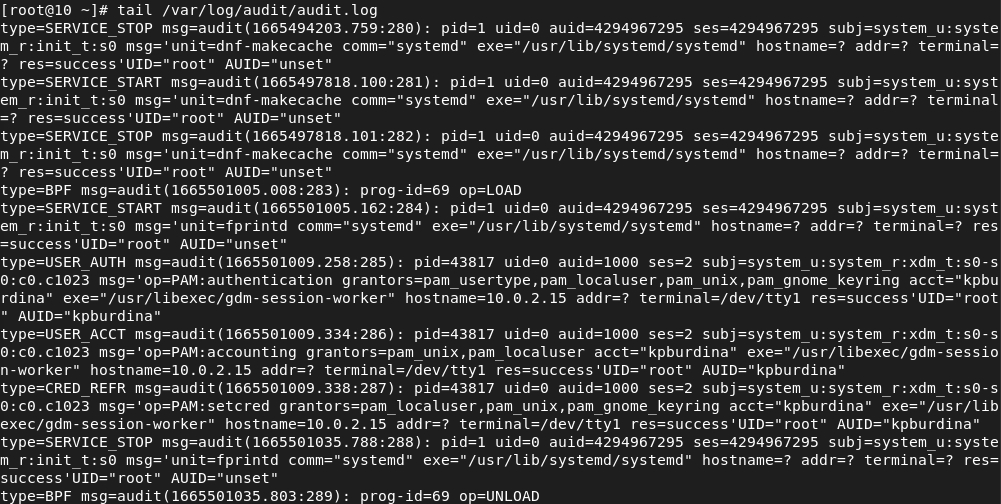 [root@10 ~]# tail /var/log/audit/audit.log
type=SERVICE_STOP msg=audit(1665494203.759:280): pid=1 uid=0 auid=4294967295 ses=4294967295 subj=system_u:syste
m_r:init_t:s0 msg='unit=dnf-makecache comm="systemd" exe="/usr/lib/systemd/systemd" hostname=? addr=? terminal=
? res=success'UID="root" AUID="unset"
type=SERVICE_START msg=audit(1665497818.100:281): pid=1 uid=0 auid=4294967295 ses=4294967295 subj=system_u:syst
em_r:init_t:s0 msg='unit=dnf-makecache comm="systemd" exe="/usr/lib/systemd/systemd" hostname=? addr=? terminal
=? res=success'UID="root" AUID="unset"
type=SERVICE_STOP msg=audit(1665497818.101:282): pid=1 uid=0 auid=4294967295 ses=4294967295 subj=system_u:syste
m_r:init_t:s0 msg='unit=dnf-makecache comm="systemd" exe="/usr/lib/systemd/systemd" hostname=? addr=? terminal=
? res=success'UID="root" AUID="unset"
type=BPF msg=audit(1665501005.008:283): prog-id=69 op=LOAD
type=SERVICE_START msg=audit(1665501005.162:284): pid=1 uid=0 auid=4294967295 ses=4294967295 subj=system_u:syst
em_r:init_t:s0 msg='unit=fprintd comm="systemd" exe="/usr/lib/systemd/systemd" hostname=? addr=? terminal=? res
=success'UID="root" AUID="unset"
type=USER_AUTH msg=audit(1665501009.258:285): pid=43817 uid=0 auid=1000 ses=2 subj=system_u:system_r:xdm_t:s0-s
0:c0.c1023 msg='op=PAM:authentication grantors=pam_usertype,pam_localuser,pam_unix,pam_gnome_keyring acct="kpbu
rdina" exe="/usr/libexec/gdm-session-worker" hostname=10.0.2.15 addr=? terminal=/dev/tty1 res=success'UID="root
" AUID="kpburdina"
type=USER_ACCT msg=audit(1665501009.334:286): pid=43817 uid=0 auid=1000 ses=2 subj=system_u:system_r:xdm_t:s0-s
0:c0.c1023 msg='op=PAM:accounting grantors=pam_unix,pam_localuser acct="kpburdina" exe="/usr/libexec/gdm-sessio
n-worker" hostname=10.0.2.15 addr=? terminal=/dev/tty1 res=success'UID="root" AUID="kpburdina"
type=CRED_REFR msg=audit(1665501009.338:287): pid=43817 uid=0 auid=1000 ses=2 subj=system_u:system_r:xdm_t:s0-s
0:c0.c1023 msg='op=PAM:setcred grantors=pam_localuser,pam_unix,pam_gnome_keyring acct="kpburdina" exe="/usr/lib
exec/gdm-session-worker" hostname=10.0.2.15 addr=? terminal=/dev/tty1 res=success'UID="root" AUID="kpburdina"
type=SERVICE_STOP msg=audit(1665501035.788:288): pid=1 uid=0 auid=4294967295 ses=4294967295 subj=system_u:syste
m_r:init_t:s0 msg='unit=fprintd comm="systemd" exe="/usr/lib/systemd/systemd" hostname=? addr=? terminal=? res=
success'UID="root" AUID="unset"
type=BPF msg=audit(1665501035.803:289): prog-id=69 op=UNLOAD